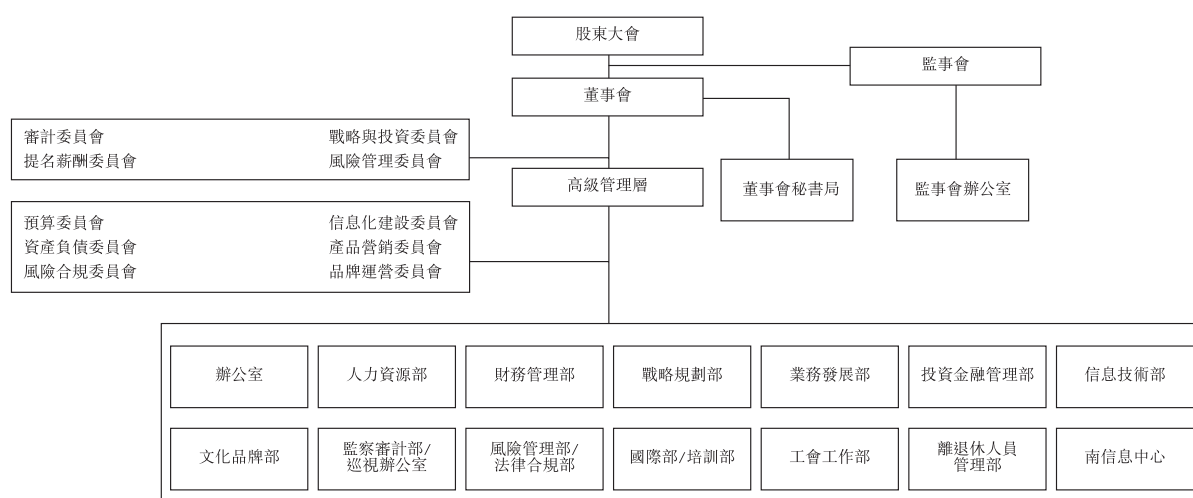 股東大會
監事會
董事會
審計委員會
戰略與投資委員會
提名薪酬委員會
風險管理委員會
高級管理層
董事會秘書局
監事會辦公室
預算委員會
信息化建設委員會
資產負債委員會
產品營銷委員會
風險合規委員會
品牌運營委員會
辦公室
人力資源部
財務管理部
戰略規劃部
業務發展部
投資金融管理部
信息技術部
文化品牌部
監察審計部/
巡視辦公室
風險管理部/
法律合規部
國際部/培訓部
工會工作部
離退休人員
管理部
南信息中心